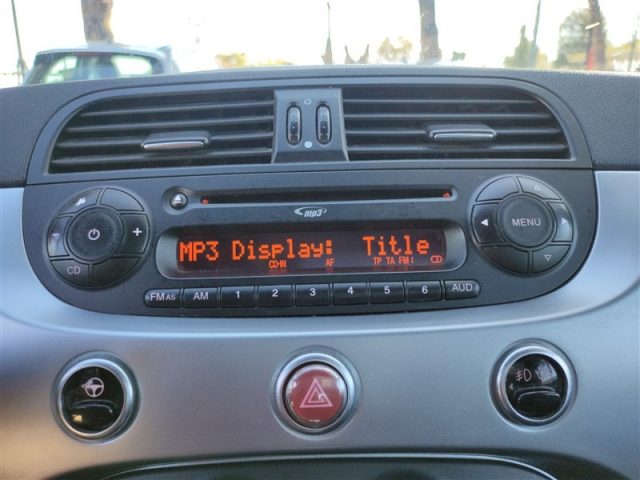 mp3
MP3 Display: Title
CD-IN AF TP TA FM1
+
-
CD
MENU
FM AS AM 1 2 3 4 5 6 AUD